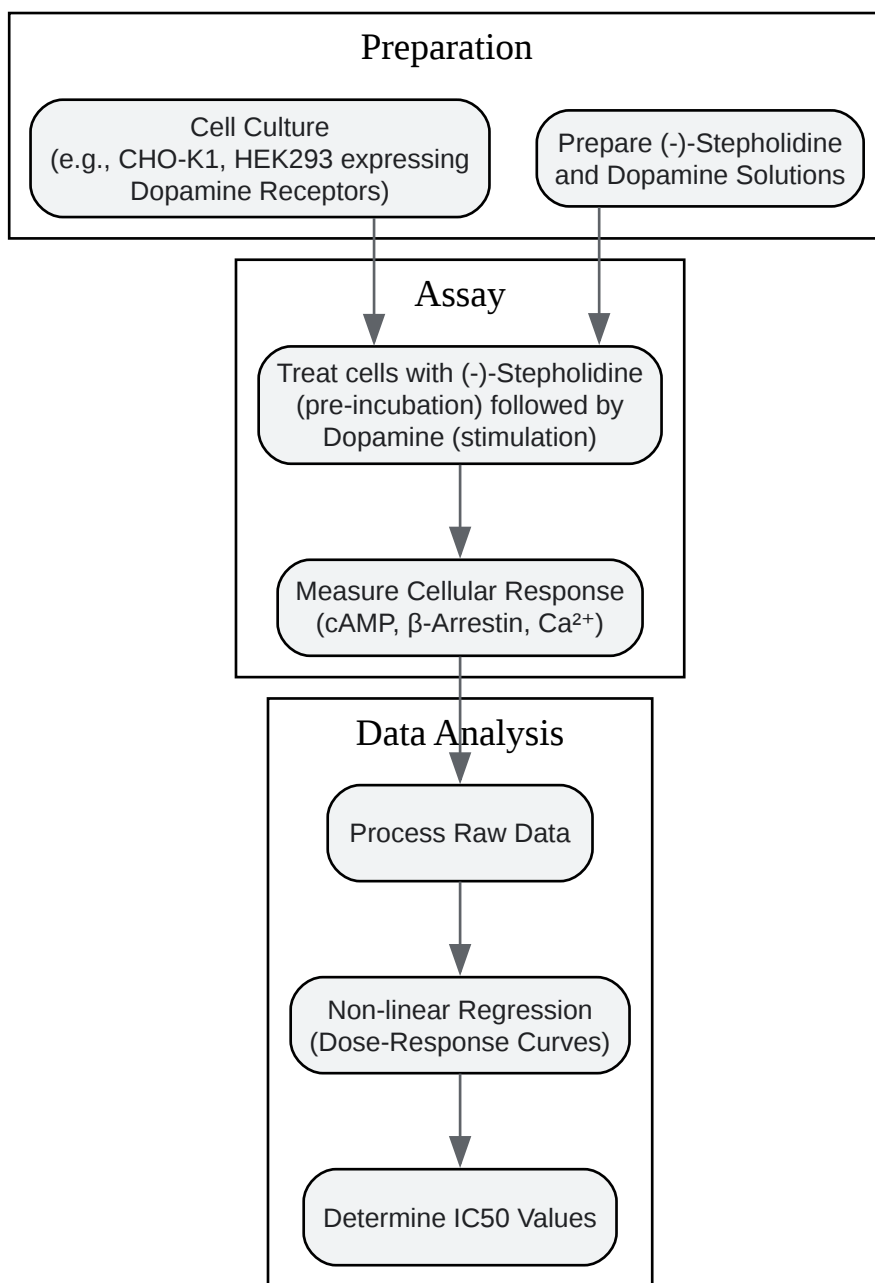 Preparation
Cell Culture
(e.g., CHO-K1, HEK293 expressing
Dopamine Receptors)
Prepare (-)-Stepholidine
and Dopamine Solutions
Assay
Treat cells with (-)-Stepholidine
(pre-incubation) followed by
Dopamine (stimulation)
Measure Cellular Response
(cAMP, β-Arrestin, Ca²⁺)
Data Analysis
Process Raw Data
Non-linear Regression
(Dose-Response Curves)
Determine IC50 Values